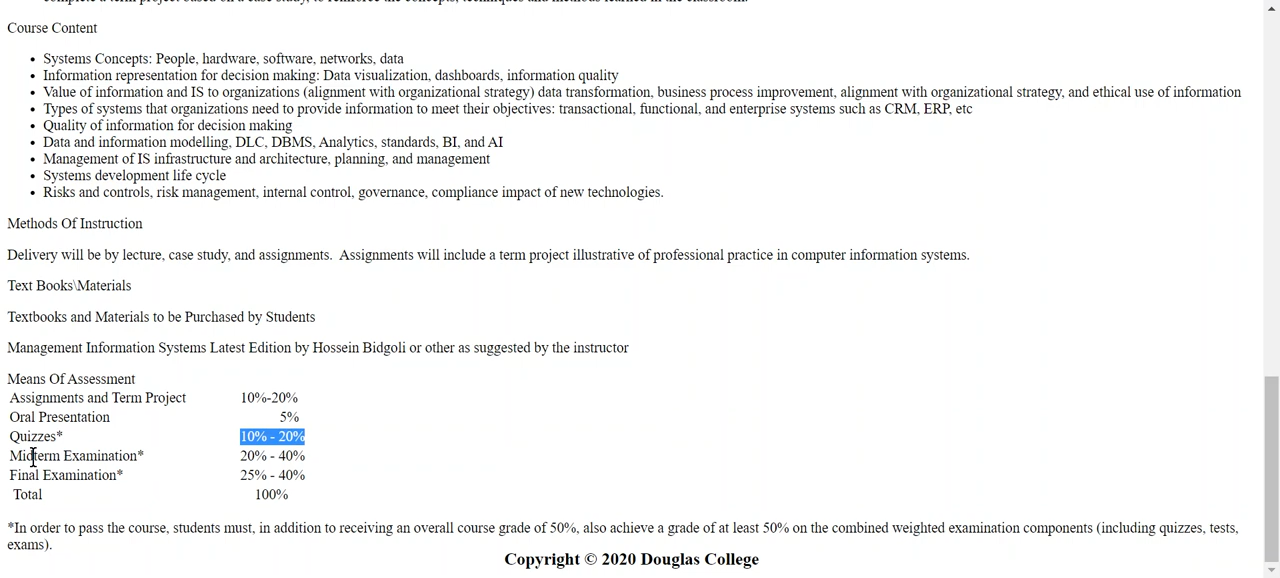 Course Content
• Systems Concepts: People, hardware, software, networks, data
• Information representation for decision making: Data visualization, dashboards, information quality
• Value of information and IS to organizations (alignment with organizational strategy) data transformation, business process improvement, alignment with organizational strategy, and ethical use of information
• Types of systems that organizations need to provide information to meet their objectives: transactional, functional, and enterprise systems such as CRM, ERP, etc
• Quality of information for decision making
• Data and information modelling, DLC, DBMS, Analytics, standards, BI, and AI
• Management of IS infrastructure and architecture, planning, and management
• Systems development life cycle
• Risks and controls, risk management, internal control, governance, compliance impact of new technologies.
Methods Of Instruction
Delivery will be by lecture, case study, and assignments.  Assignments will include a term project illustrative of professional practice in computer information systems.
Text Books\Materials
Textbooks and Materials to be Purchased by Students
Management Information Systems Latest Edition by Hossein Bidgoli or other as suggested by the instructor
Means Of Assessment
Assignments and Term Project 10%-20%
Oral Presentation 5%
Quizzes* 10% - 20%
Midterm Examination* 20% - 40%
Final Examination* 25% - 40%
Total 100%
*In order to pass the course, students must, in addition to receiving an overall course grade of 50%, also achieve a grade of at least 50% on the combined weighted examination components (including quizzes, tests,
exams).
Copyright © 2020 Douglas College